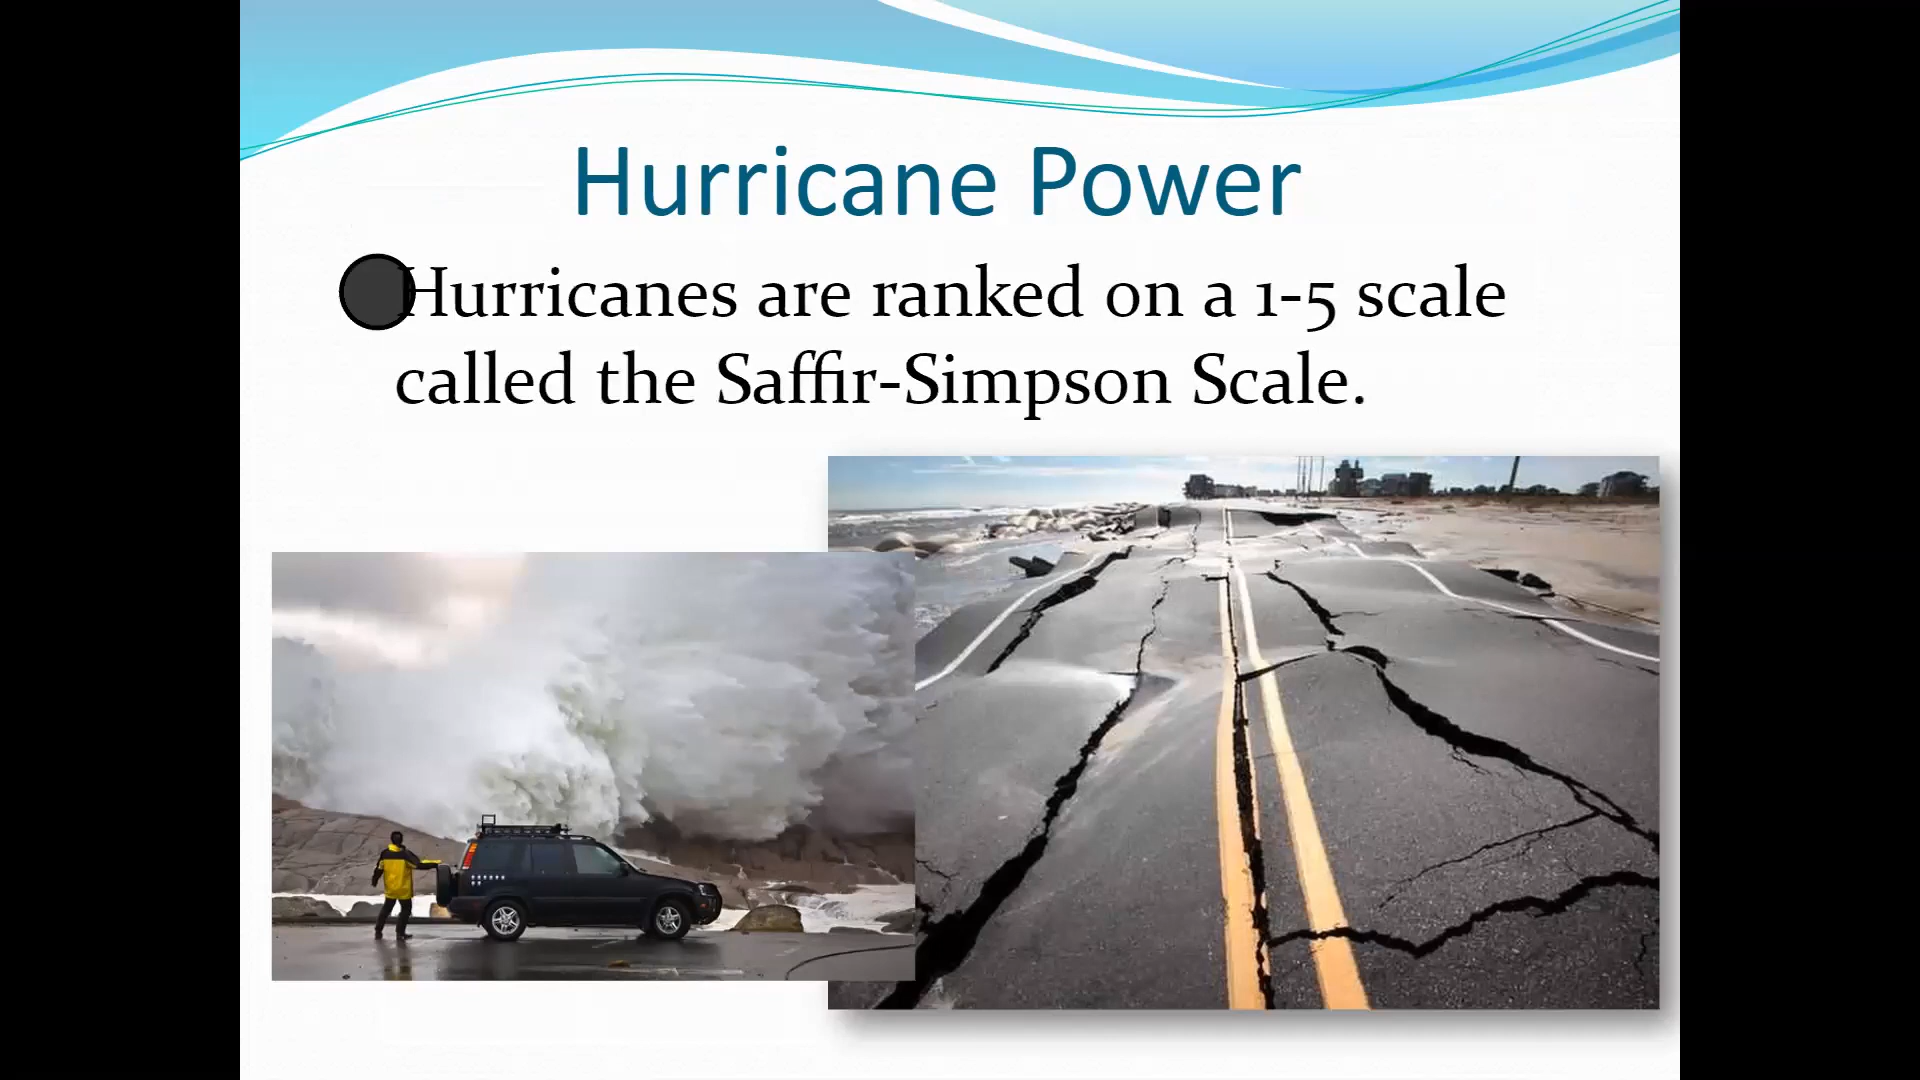 Hurricane Power
Hurricanes are ranked on a 1-5 scale
called the Saffir-Simpson Scale.